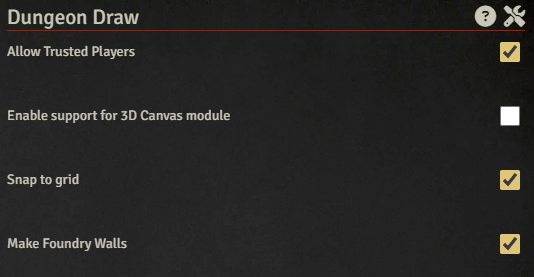 Dungeon Draw
Allow Trusted Players
Enable support for 3D Canvas module
Snap to grid
Make Foundry Walls